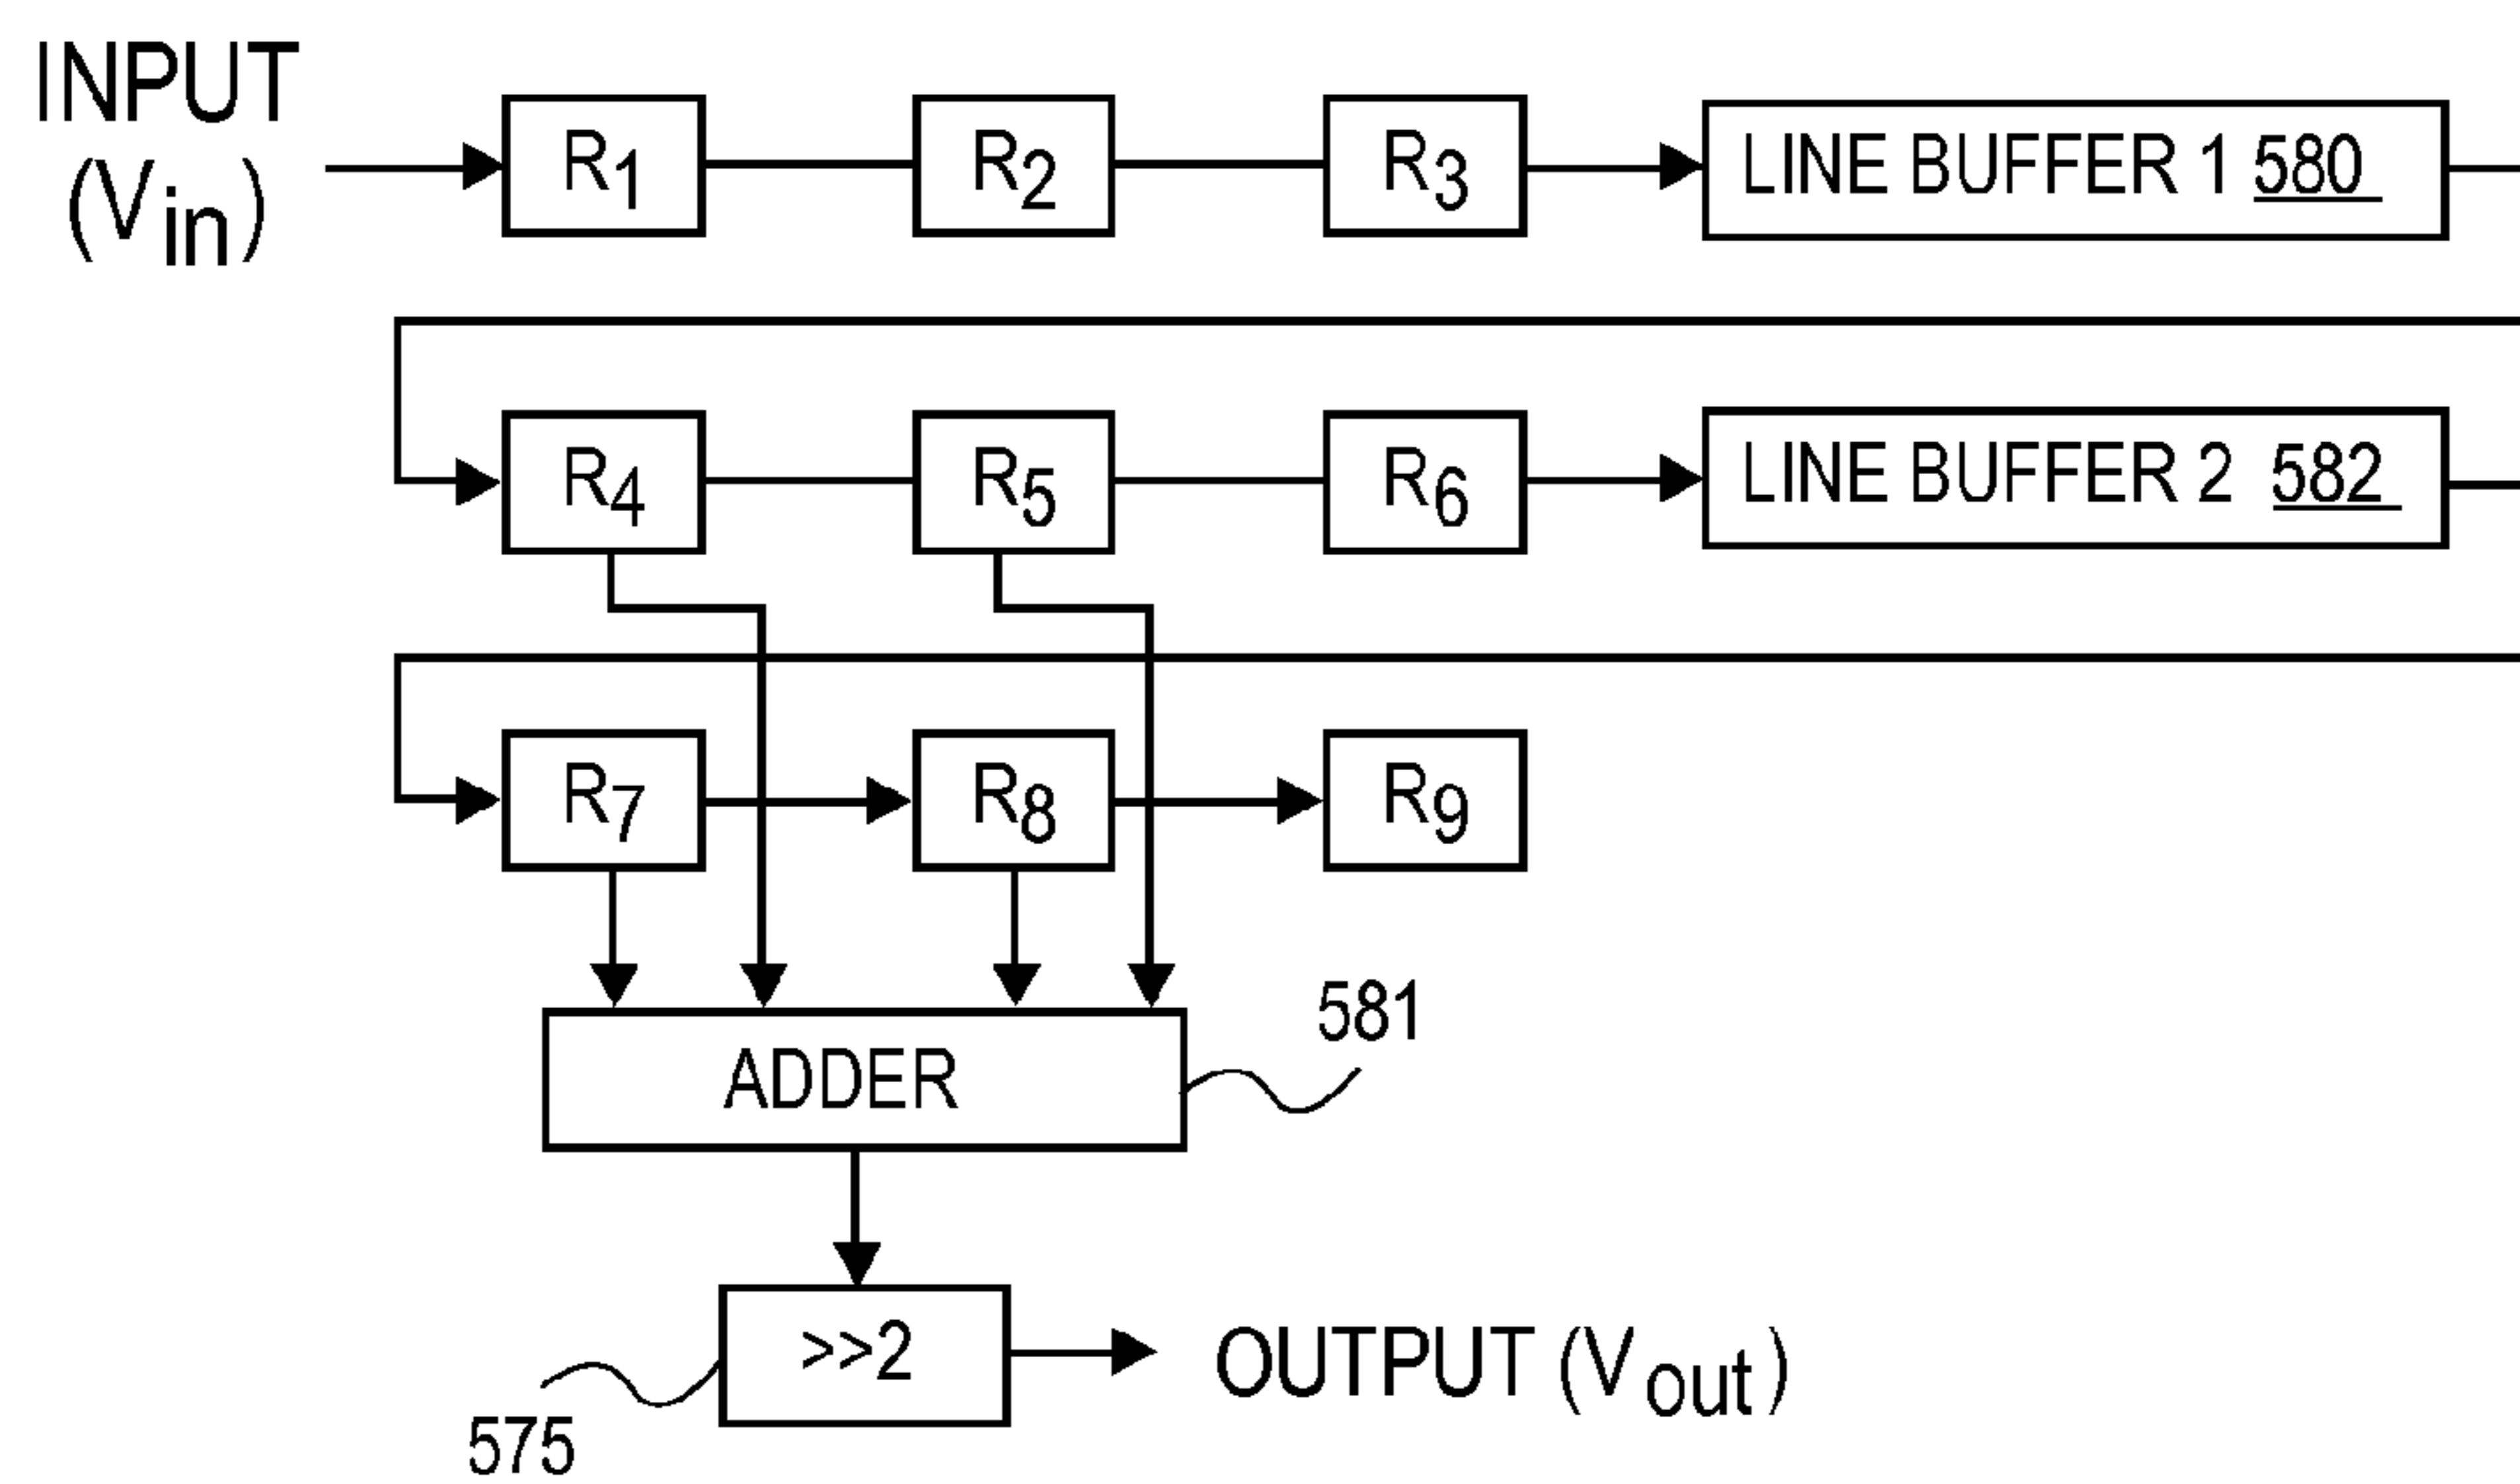 INPUT
(Vin)
R1 R2 R3 LINE BUFFER 1 580
R4 R5 R6 LINE BUFFER 2 582
R7 R8 R9
581
ADDER
>>2 OUTPUT (Vout)
575